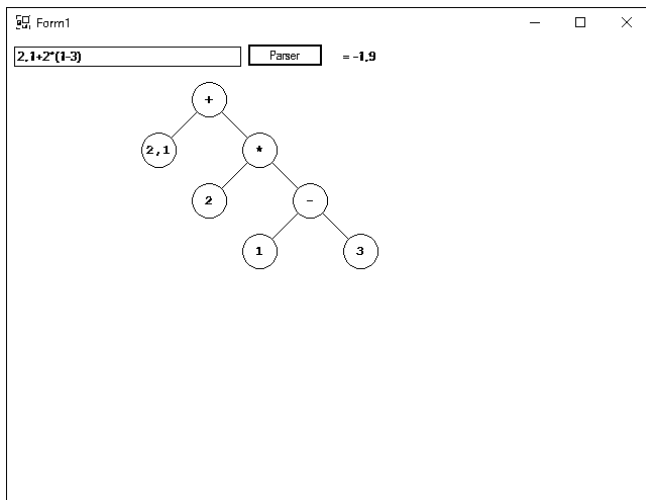 Form1
2,1+2*(1-3) Parser = -1,9
+
2,1 *
2 -
1 3